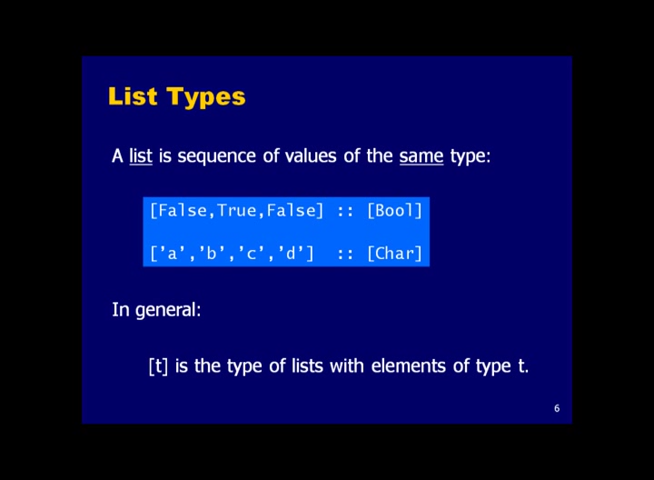 List Types
A list is sequence of values of the same type:
[False,True,False] :: [Bool]
['a','b','c','d'] :: [Char]
In general:
[t] is the type of lists with elements of type t.
6